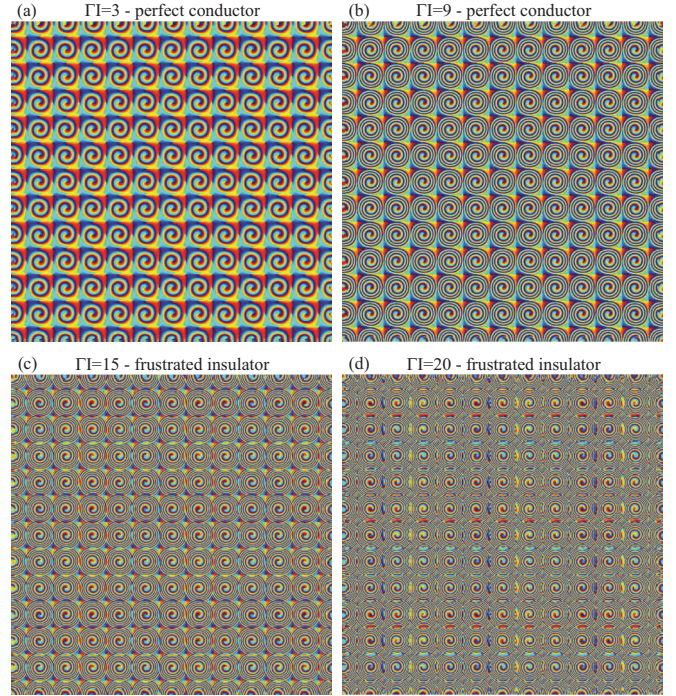 (a) ΓI=3 - perfect conductor
(b) ΓI=9 - perfect conductor
(c) ΓI=15 - frustrated insulator
(d) ΓI=20 - frustrated insulator